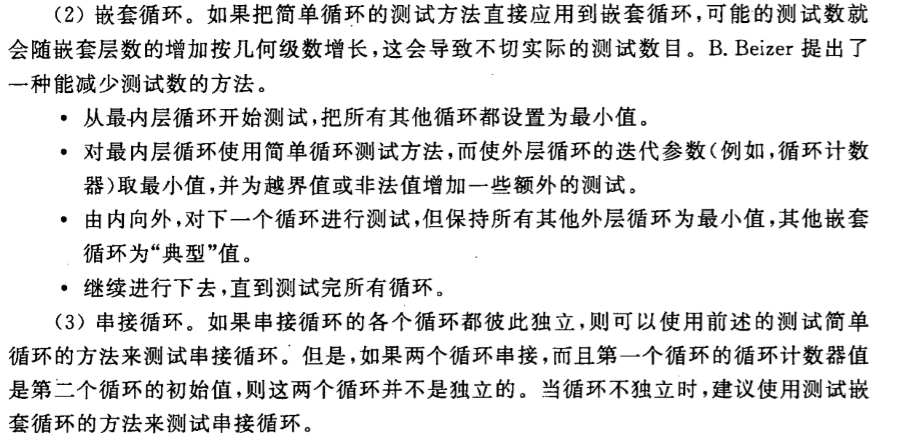 (2) 嵌套循环。如果把简单循环的测试方法直接应用到嵌套循环,可能的测试数就
会随嵌套层数的增加按几何级数增长,这会导致不切实际的测试数目。B. Beizer 提出了
一种能减少测试数的方法。
• 从最内层循环开始测试,把所有其他循环都设置为最小值。
• 对最内层循环使用简单循环测试方法,而使外层循环的迭代参数(例如,循环计数
器)取最小值,并为越界值或非法值增加一些额外的测试。
• 由内向外,对下一个循环进行测试,但保持所有其他外层循环为最小值,其他嵌套
循环为“典型”值。
• 继续进行下去,直到测试完所有循环。
(3) 串接循环。如果串接循环的各个循环都彼此独立,则可以使用前述的测试简单
循环的方法来测试串接循环。但是,如果两个循环串接,而且第一个循环的循环计数器值
是第二个循环的初始值,则这两个循环并不是独立的。当循环不独立时,建议使用测试嵌
套循环的方法来测试串接循环。